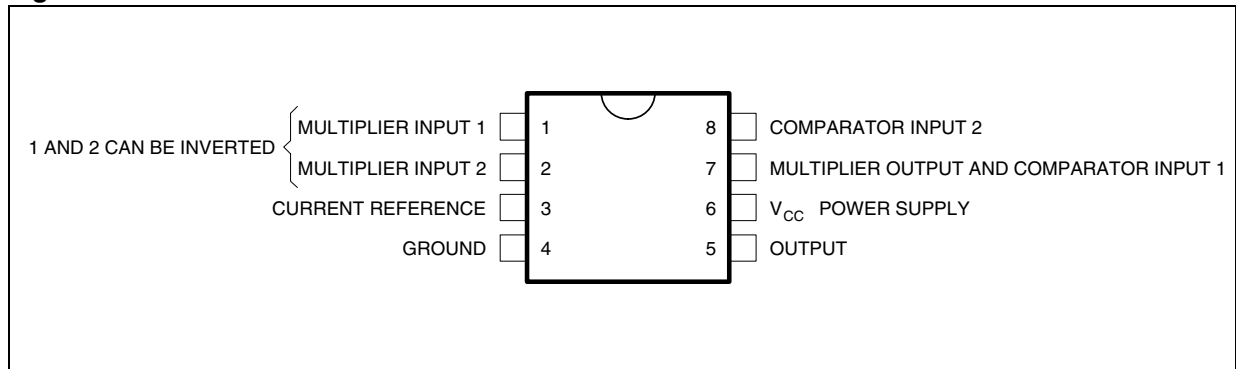 1 AND 2 CAN BE INVERTED
MULTIPLIER INPUT 1
MULTIPLIER INPUT 2
CURRENT REFERENCE
GROUND
1
2
3
4
8
7
6
5
COMPARATOR INPUT 2
MULTIPLIER OUTPUT AND COMPARATOR INPUT 1
VCC POWER SUPPLY
OUTPUT